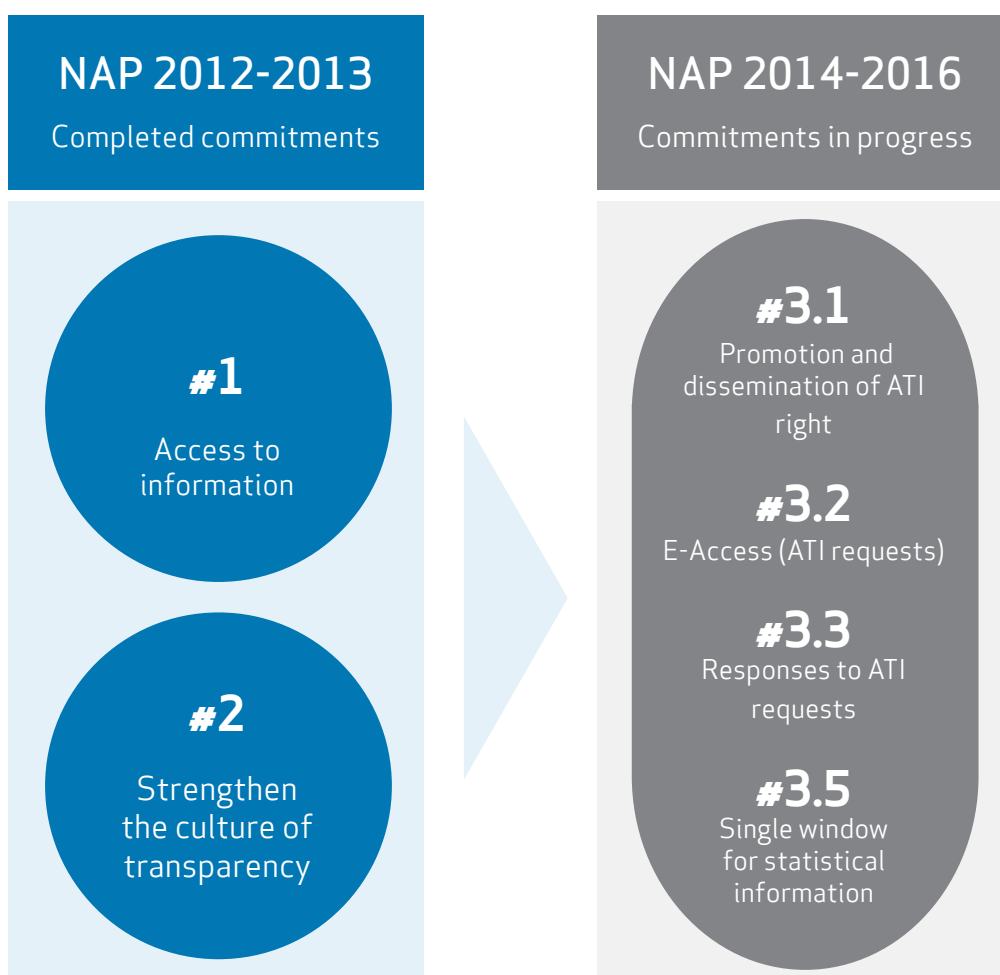 NAP 2012-2013
Completed commitments
#1
Access to
information
#2
Strengthen
the culture of
transparency
NAP 2014-2016
Commitments in progress
#3.1
Promotion and
dissemination of ATI
right
#3.2
E-Access (ATI requests)
#3.3
Responses to ATI
requests
#3.5
Single window
for statistical
information